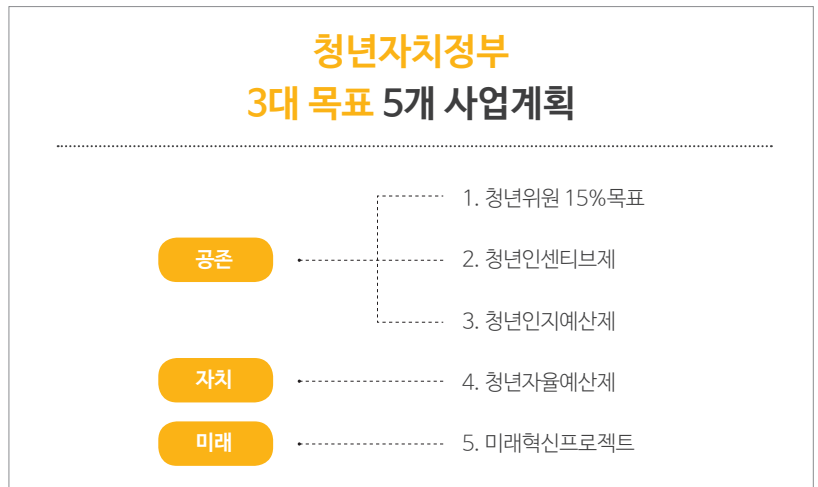 청년자치정부
3대 목표 5개 사업계획
1. 청년위원 15%목표
공존
2. 청년인센티브제
3. 청년인지예산제
자치
4. 청년자율예산제
미래
5. 미래혁신프로젝트